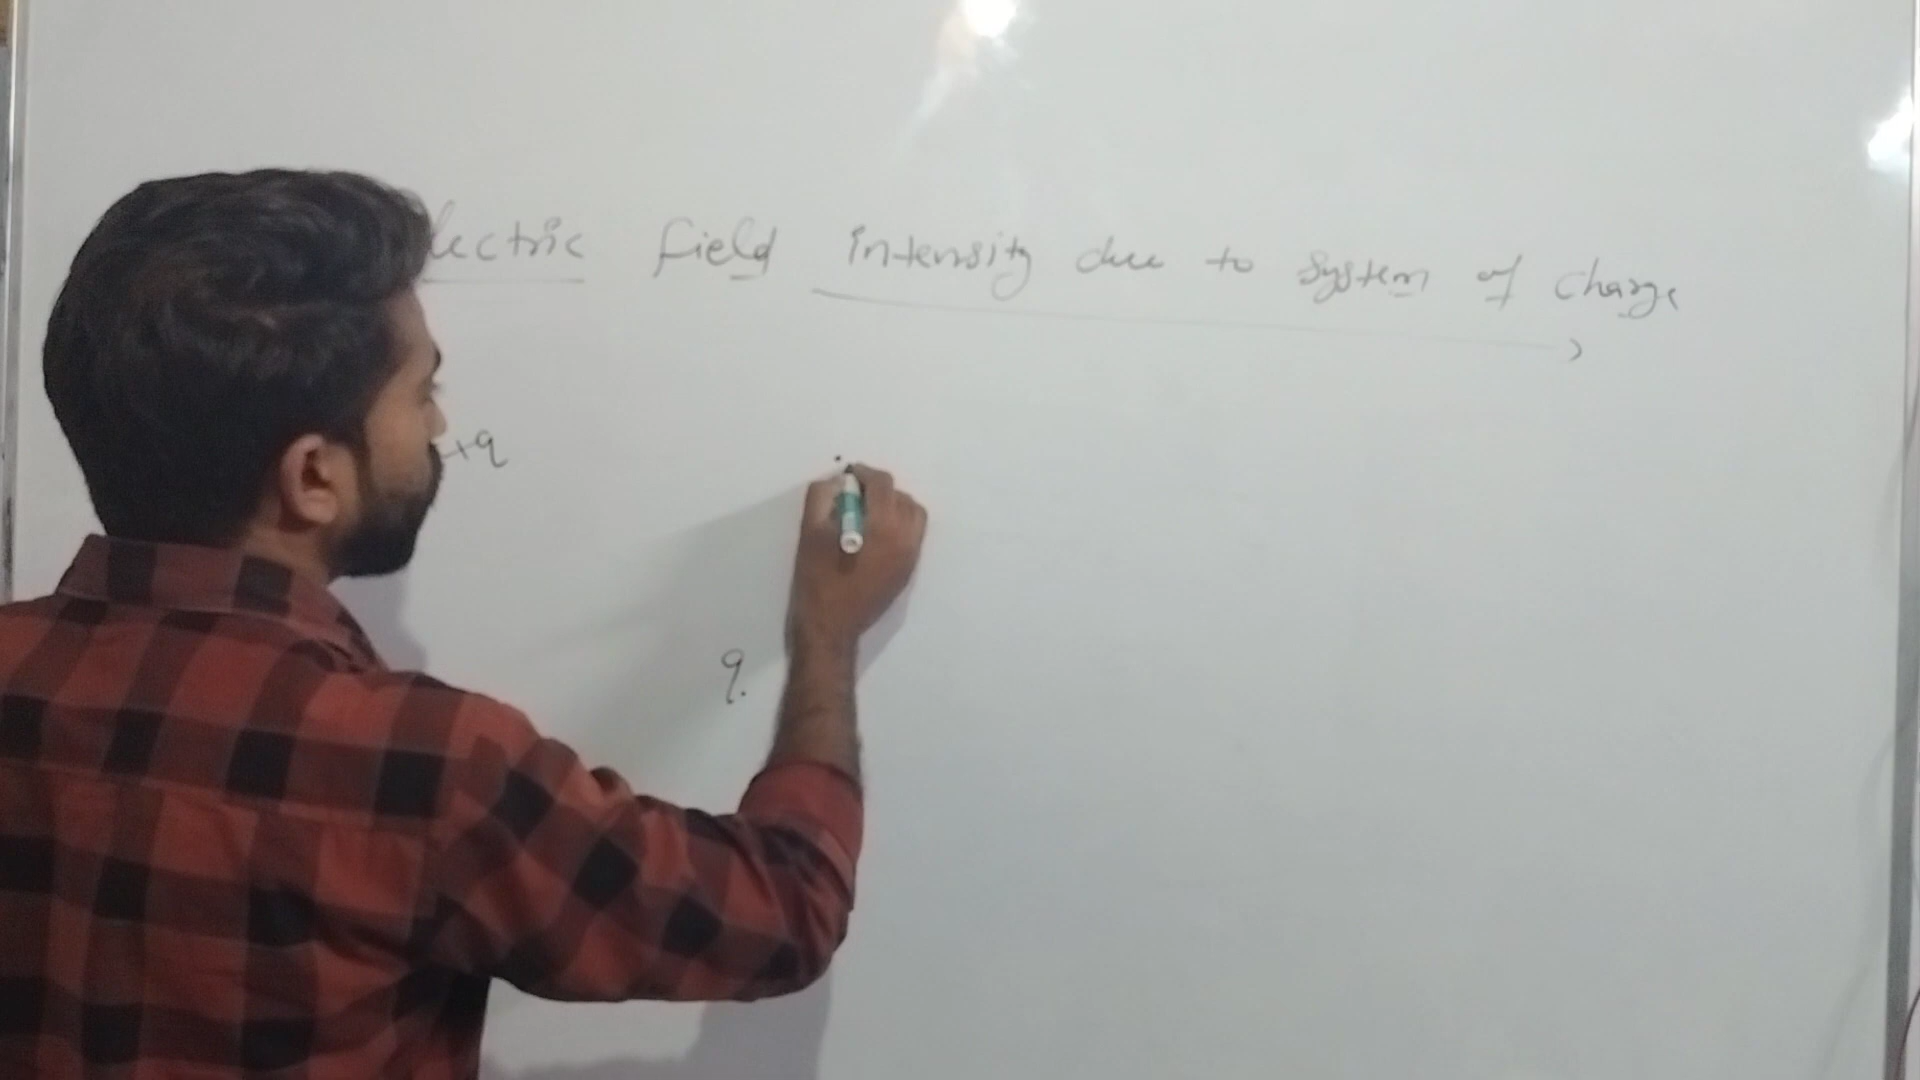 lectric field intensity due to system of charge
+q
q.